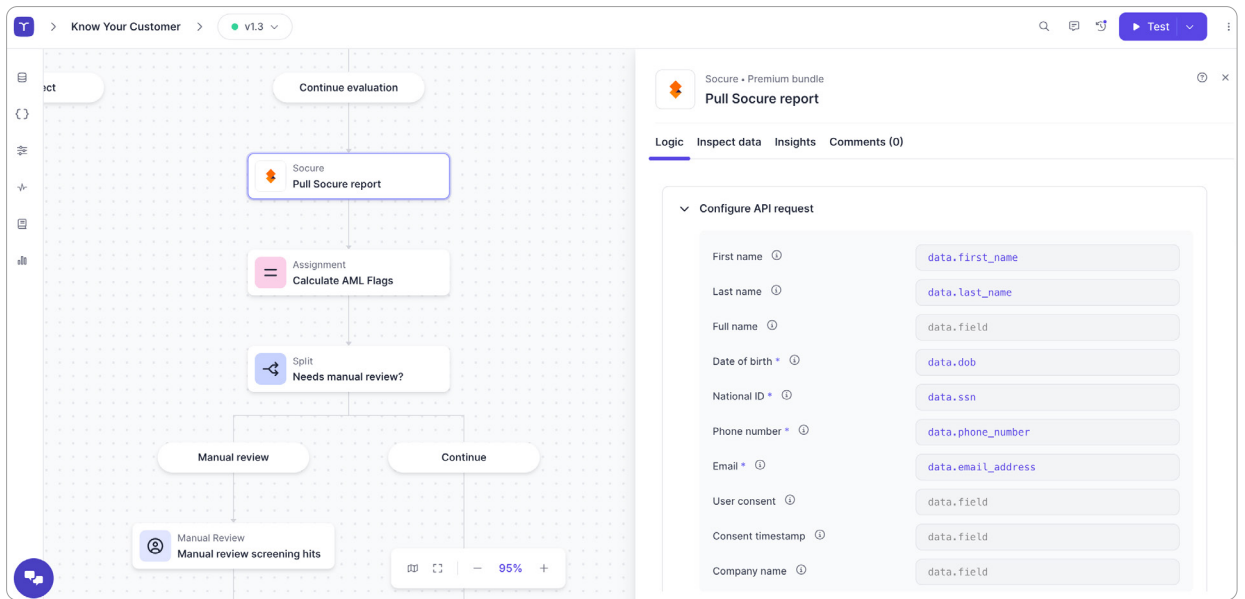 Know Your Customer
v1.3
Test
ect
Continue evaluation
Socure
Pull Socure report
Assignment
Calculate AML Flags
Split
Needs manual review?
Manual review
Continue
Manual Review
Manual review screening hits
95%
Socure • Premium bundle
Pull Socure report
Logic Inspect data Insights Comments (0)
Configure API request
First name data.first_name
Last name data.last_name
Full name data.field
Date of birth * data.dob
National ID * data.ssn
Phone number * data.phone_number
Email * data.email_address
User consent data.field
Consent timestamp data.field
Company name data.field